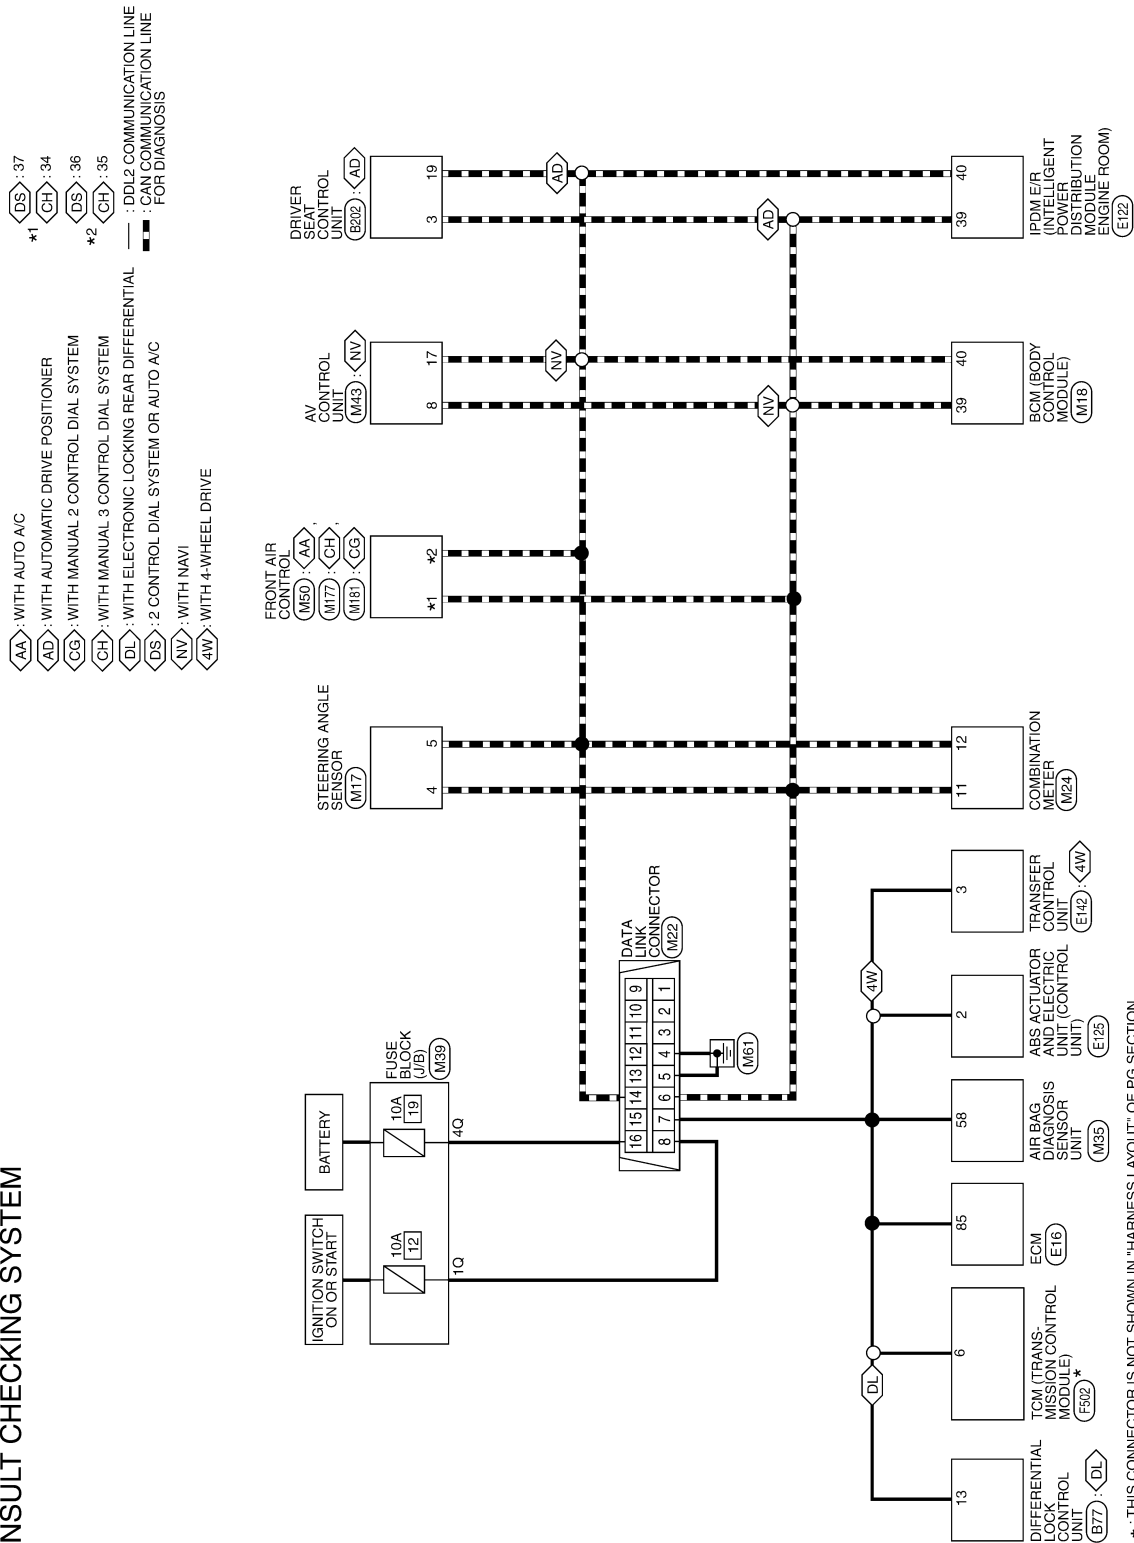 NSULT CHECKING SYSTEM
AA : WITH AUTO A/C
AD : WITH AUTOMATIC DRIVE POSITIONER
CG : WITH MANUAL 2 CONTROL DIAL SYSTEM
CH : WITH MANUAL 3 CONTROL DIAL SYSTEM
DL : WITH ELECTRONIC LOCKING REAR DIFFERENTIAL
DS : 2 CONTROL DIAL SYSTEM OR AUTO A/C
NV : WITH NAVI
4W : WITH 4-WHEEL DRIVE
*1
DS : 37
CH : 34
*2
DS : 36
CH : 35
: DDL2 COMMUNICATION LINE
: CAN COMMUNICATION LINE
FOR DIAGNOSIS
IGNITION SWITCH
ON OR START
BATTERY
10A
12
10A
19
FUSE
BLOCK
(J/B)
M39
1Q
4Q
STEERING ANGLE
SENSOR
M17
4
5
FRONT AIR
CONTROL
M50 : AA ,
M177 : CH ,
M181 : CG
*1
*2
AV
CONTROL
UNIT
M43 : NV
8
17
DRIVER
SEAT
CONTROL
UNIT
B202 : AD
3
19
NV
AD
NV
AD
DATA
LINK
CONNECTOR
M22
16 15 14 13 12 11 10 9
8 7 6 5 4 3 2 1
M61
DL
4W
13
6
85
58
2
3
11
12
39
40
39
40
DIFFERENTIAL
LOCK
CONTROL
UNIT
B77 : DL
TCM (TRANS-
MISSION CONTROL
MODULE)
F502 *
ECM
E16
AIR BAG
DIAGNOSIS
SENSOR
UNIT
M35
ABS ACTUATOR
AND ELECTRIC
UNIT (CONTROL
UNIT)
E125
TRANSFER
CONTROL
UNIT
E142 : 4W
COMBINATION
METER
M24
BCM (BODY
CONTROL
MODULE)
M18
IPDM E/R
(INTELLIGENT
POWER
DISTRIBUTION
MODULE
ENGINE ROOM)
E122
* : THIS CONNECTOR IS NOT SHOWN IN "HARNESS LAYOUT" OF PG SECTION